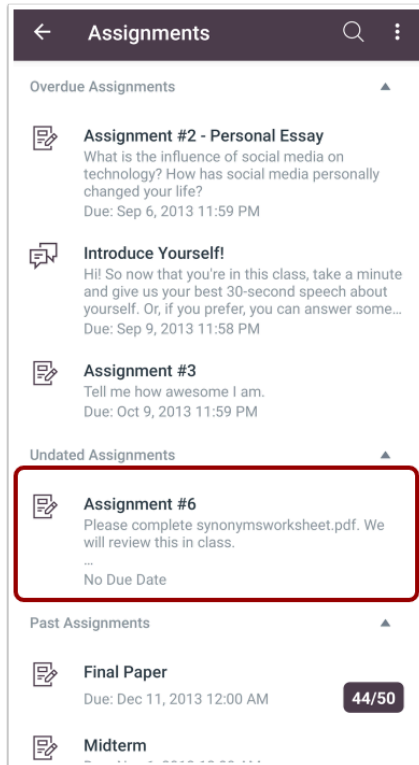 Assignments
Overdue Assignments
Assignment #2 - Personal Essay
What is the influence of social media on
technology? How has social media personally
changed your life?
Due: Sep 6, 2013 11:59 PM
Introduce Yourself!
Hi! So now that you're in this class, take a minute
and give us your best 30-second speech about
yourself. Or, if you prefer, you can answer some...
Due: Sep 9, 2013 11:58 PM
Assignment #3
Tell me how awesome I am.
Due: Oct 9, 2013 11:59 PM
Undated Assignments
Assignment #6
Please complete synonymsworksheet.pdf. We
will review this in class.
...
No Due Date
Past Assignments
Final Paper
Due: Dec 11, 2013 12:00 AM
44/50
Midterm